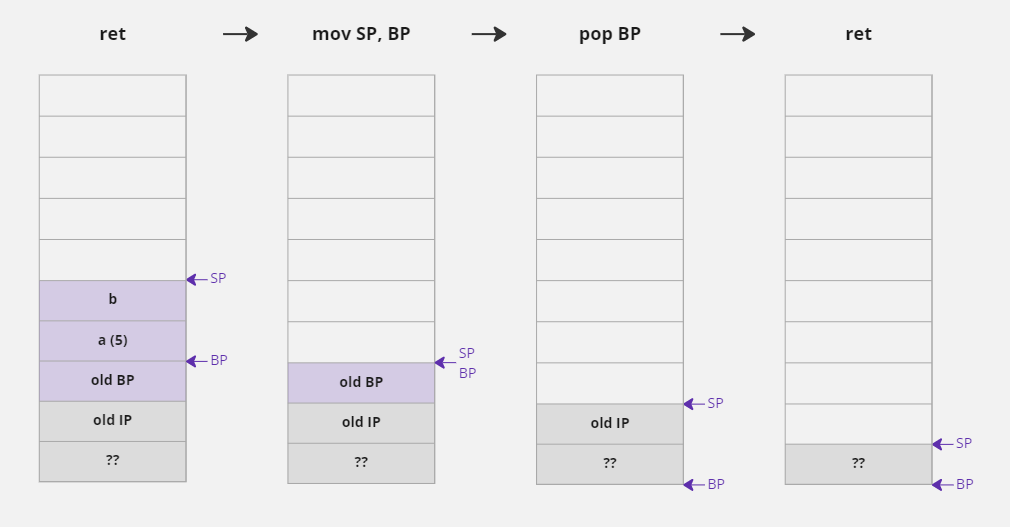 ret
mov SP, BP
pop BP
ret
SP
b
a (5)
BP
old BP
old IP
??
SP
BP
old BP
old IP
??
SP
old IP
??
BP
SP
??
BP